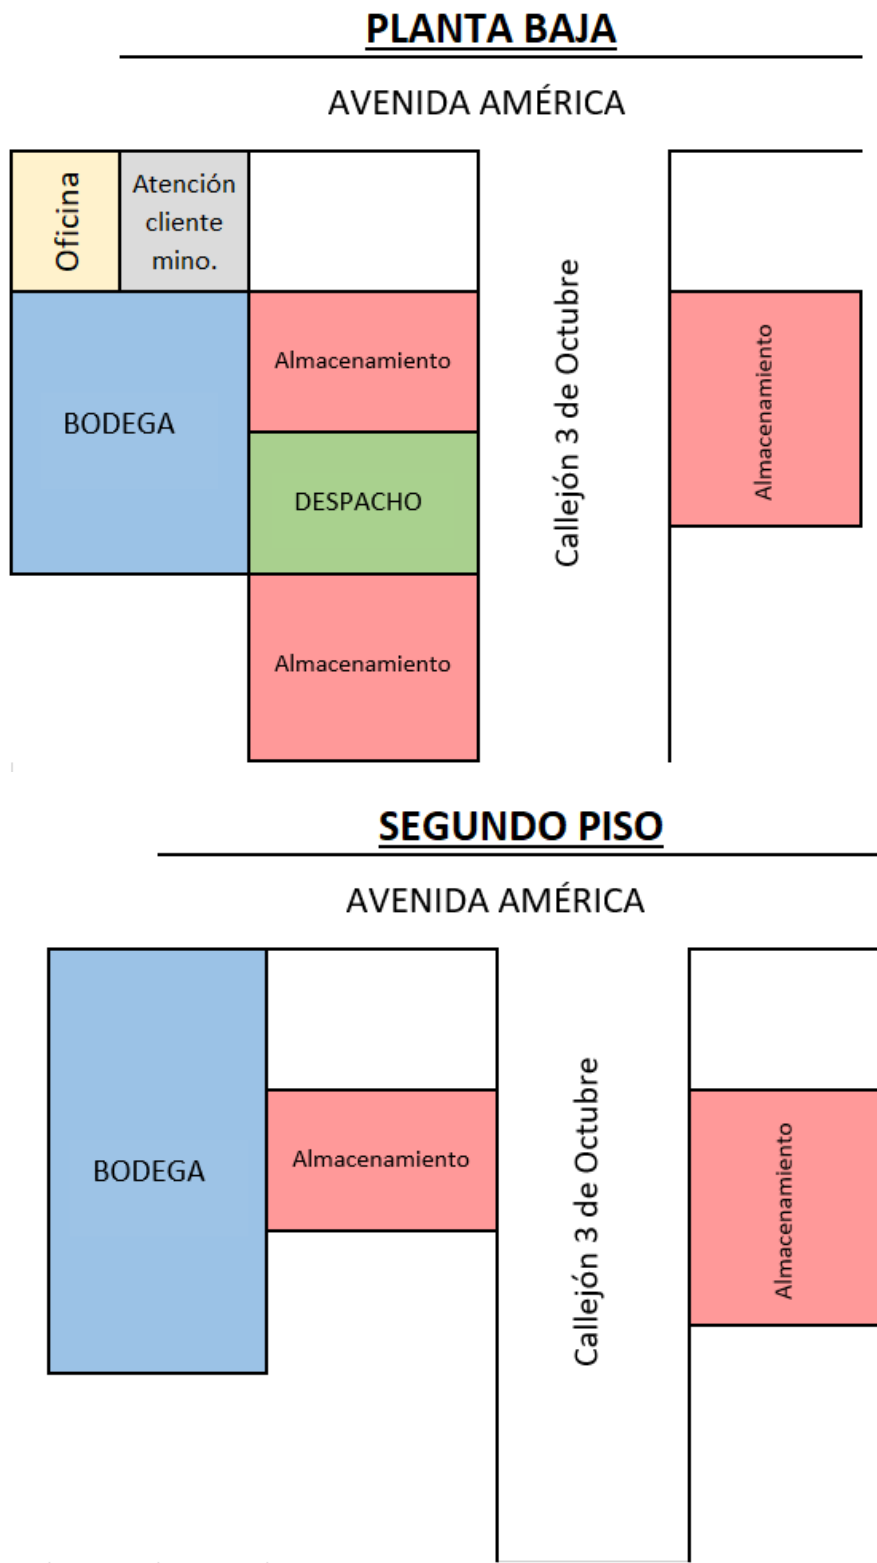 PLANTA BAJA
AVENIDA AMÉRICA
Oficina
Atención
cliente
mino.
BODEGA
Almacenamiento
DESPACHO
Almacenamiento
Callejón 3 de Octubre
Almacenamiento
SEGUNDO PISO
AVENIDA AMÉRICA
BODEGA
Almacenamiento
Callejón 3 de Octubre
Almacenamiento